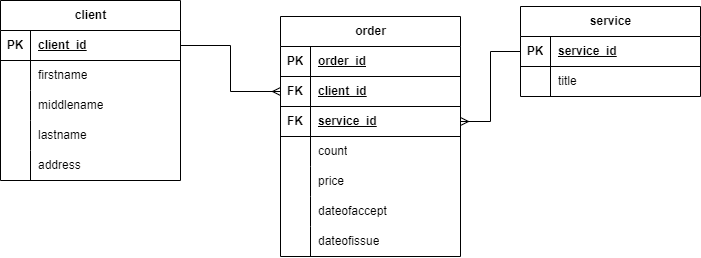 client
PK client_id
firstname
middlename
lastname
address
order
PK order_id
FK client_id
FK service_id
count
price
dateofaccept
dateofissue
service
PK service_id
title